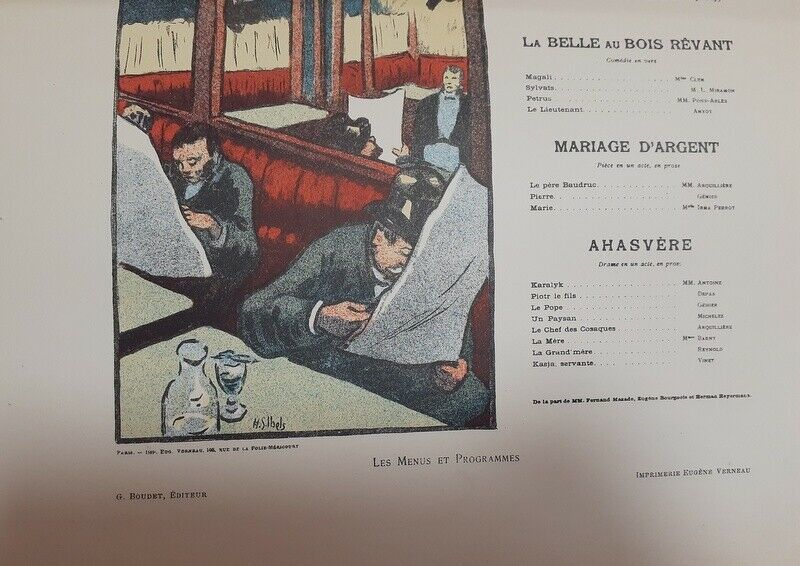 LA BELLE AU BOIS RÊVANT
Comédie en vers
Magali . . . Mme CLEM
Sylvais . . . M. L. MIRAMON
Petrus . . . MM. PONS-ARLÈS
Le Lieutenant . . . AMYOT
MARIAGE D'ARGENT
Pièce en un acte, en prose
Le père Baudruc . . . MM. ARQUILLIÈRE
Pierre . . . GÉMIER
Marie . . . Mlle IRMA PERROT
AHASVÈRE
Drame en un acte, en prose
Karalyk . . . MM. ANTOINE
Piotr le fils . . . DEPAS
Le Pope . . . GÉMIER
Un Paysan . . . MICHELEZ
Le Chef des Cosaques . . . ARQUILLIÈRE
La Mère . . . Mmes BARNY
La Grand'mère . . . REYNOLD
Kasja, servante . . . VINET
De la part de MM. Fernand Mazade, Eugène Bourgeois et Herman Heyermans.
H.G. Ibels
PARIS. — IMP. EUG. VERNEAU, 108, RUE DE LA FOLIE-MÉRICOURT
LES MENUS ET PROGRAMMES
IMPRIMERIE EUGÈNE VERNEAU
G. BOUDET, ÉDITEUR